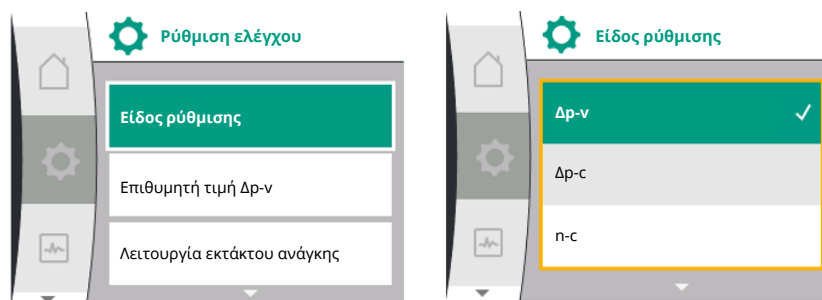 Ρύθμιση ελέγχου
Είδος ρύθμισης
Επιθυμητή τιμή Δp-v
Λειτουργία εκτάκτου ανάγκης
Είδος ρύθμισης
Δp-v
Δp-c
n-c